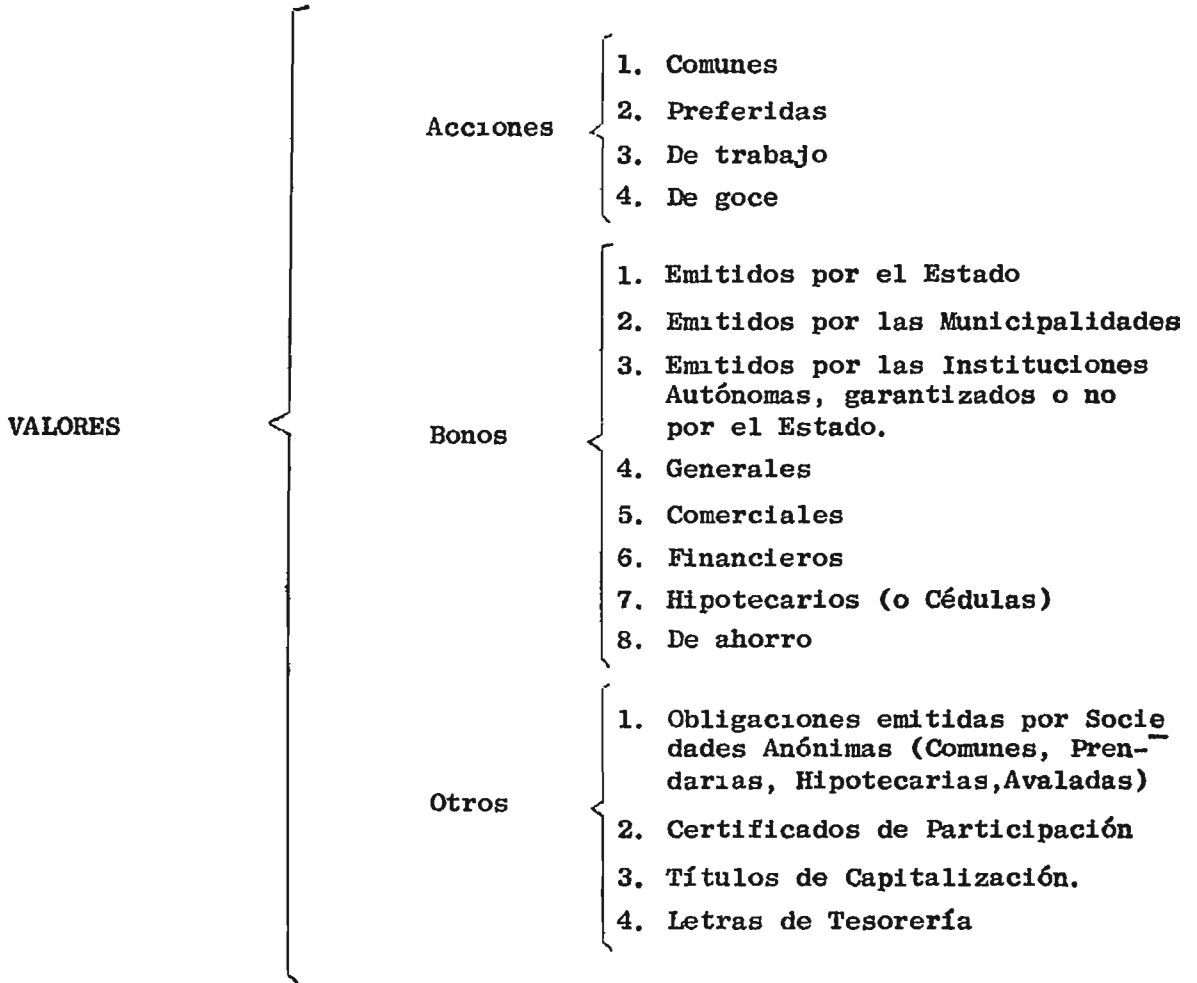 VALORES
Acciones
1. Comunes
2. Preferidas
3. De trabajo
4. De goce
Bonos
1. Emitidos por el Estado
2. Emitidos por las Municipalidades
3. Emitidos por las Instituciones
Autónomas, garantizados o no
por el Estado.
4. Generales
5. Comerciales
6. Financieros
7. Hipotecarios (o Cédulas)
8. De ahorro
Otros
1. Obligaciones emitidas por Socie
dades Anónimas (Comunes, Pren-
darias, Hipotecarias,Avaladas)
2. Certificados de Participación
3. Títulos de Capitalización.
4. Letras de Tesorería